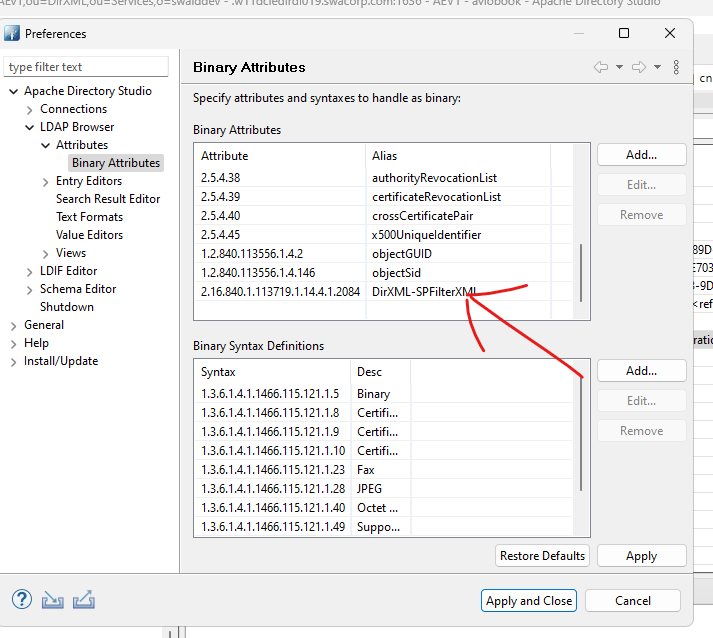 AEV1,ou=DirXML,ou=Services,o=swaiddev - .w11dcledirdi019.swacorp.com:1636 - AEV1 - aviobook - Apache Directory Studio
Preferences
type filter text
Apache Directory Studio
Connections
LDAP Browser
Attributes
Binary Attributes
Entry Editors
Search Result Editor
Text Formats
Value Editors
Views
LDIF Editor
Schema Editor
Shutdown
General
Help
Install/Update
Binary Attributes
Specify attributes and syntaxes to handle as binary:
Binary Attributes
Attribute Alias
2.5.4.38 authorityRevocationList
2.5.4.39 certificateRevocationList
2.5.4.40 crossCertificatePair
2.5.4.45 x500UniqueIdentifier
1.2.840.113556.1.4.2 objectGUID
1.2.840.113556.1.4.146 objectSid
2.16.840.1.113719.1.14.4.1.2084 DirXML-SPFilterXML
Add...
Edit...
Remove
Binary Syntax Definitions
Syntax Desc
1.3.6.1.4.1.1466.115.121.1.5 Binary
1.3.6.1.4.1.1466.115.121.1.8 Certifi...
1.3.6.1.4.1.1466.115.121.1.9 Certifi...
1.3.6.1.4.1.1466.115.121.1.10 Certifi...
1.3.6.1.4.1.1466.115.121.1.23 Fax
1.3.6.1.4.1.1466.115.121.1.28 JPEG
1.3.6.1.4.1.1466.115.121.1.40 Octet ...
1.3.6.1.4.1.1466.115.121.1.49 Suppo...
Add...
Edit...
Remove
Restore Defaults Apply
Apply and Close Cancel
cn
89D
E703
3-9D
<ref
ratio